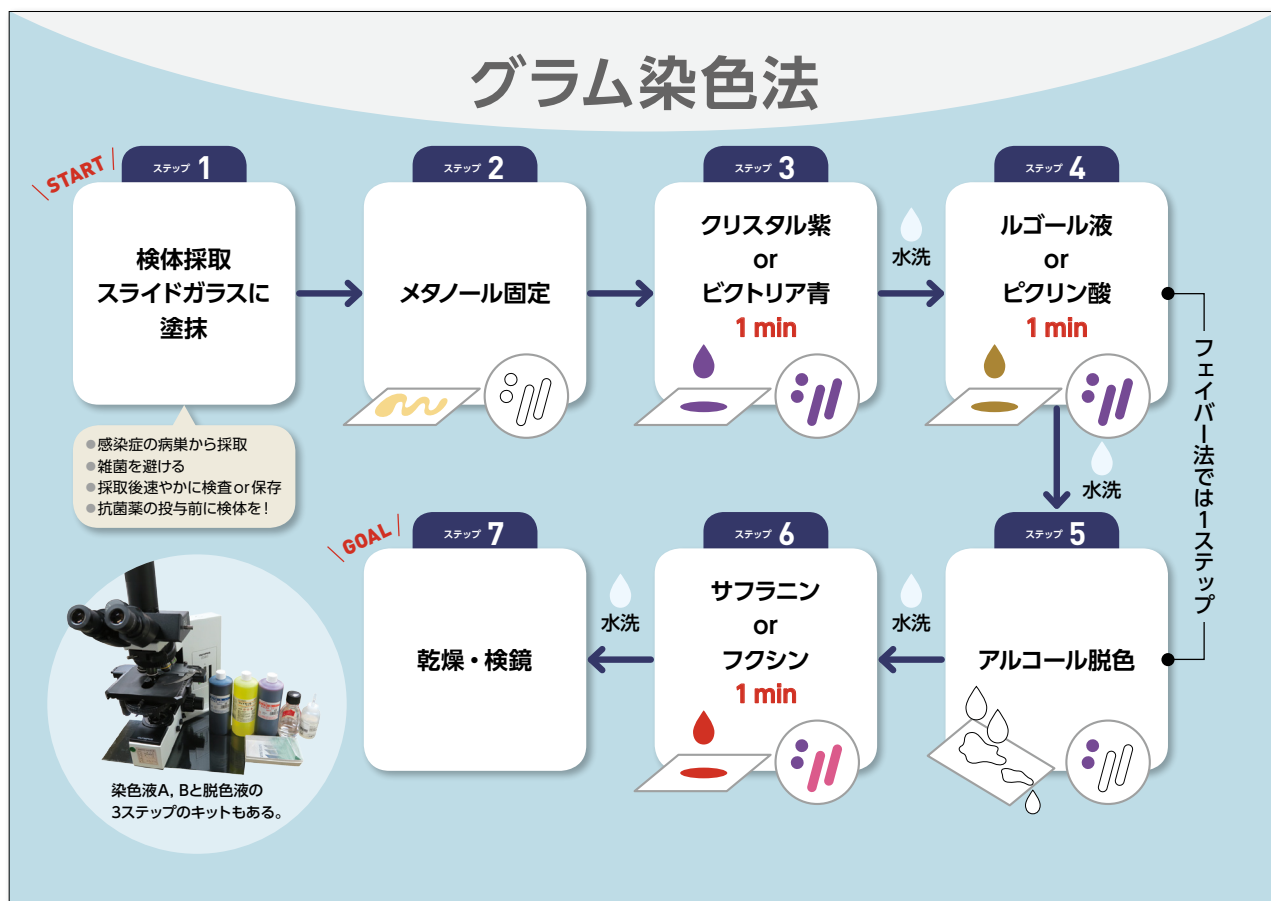 グラム染色法
START
ステップ 1
検体採取
スライドガラスに
塗抹
●感染症の病巣から採取
●雑菌を避ける
●採取後速やかに検査or保存
●抗菌薬の投与前に検体を！
ステップ 2
メタノール固定
ステップ 3
クリスタル紫
or
ビクトリア青
1 min
水洗
ステップ 4
ルゴール液
or
ピクリン酸
1 min
フェイバー法では1ステップ
水洗
ステップ 5
アルコール脱色
水洗
ステップ 6
サフラニン
or
フクシン
1 min
水洗
GOAL
ステップ 7
乾燥・検鏡
染色液A, Bと脱色液の
3ステップのキットもある。